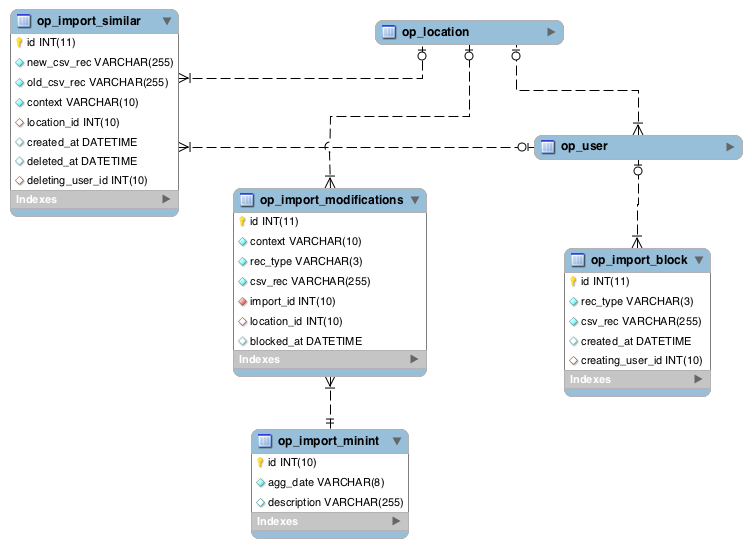 op_import_similar
id INT(11)
new_csv_rec VARCHAR(255)
old_csv_rec VARCHAR(255)
context VARCHAR(10)
location_id INT(10)
created_at DATETIME
deleted_at DATETIME
deleting_user_id INT(10)
Indexes
op_location
op_user
op_import_modifications
id INT(11)
context VARCHAR(10)
rec_type VARCHAR(3)
csv_rec VARCHAR(255)
import_id INT(10)
location_id INT(10)
blocked_at DATETIME
Indexes
op_import_block
id INT(11)
rec_type VARCHAR(3)
csv_rec VARCHAR(255)
created_at DATETIME
creating_user_id INT(10)
Indexes
op_import_minint
id INT(10)
agg_date VARCHAR(8)
description VARCHAR(255)
Indexes